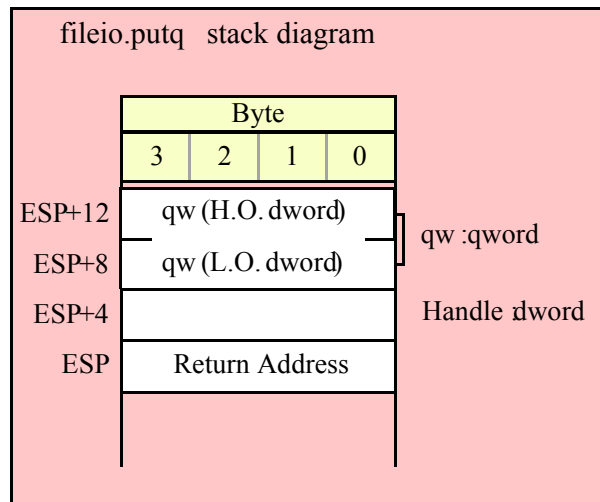 fileio.putq stack diagram
Byte
3 2 1 0
ESP+12 qw (H.O. dword)
qw :qword
ESP+8 qw (L.O. dword)
ESP+4 Handle :dword
ESP Return Address